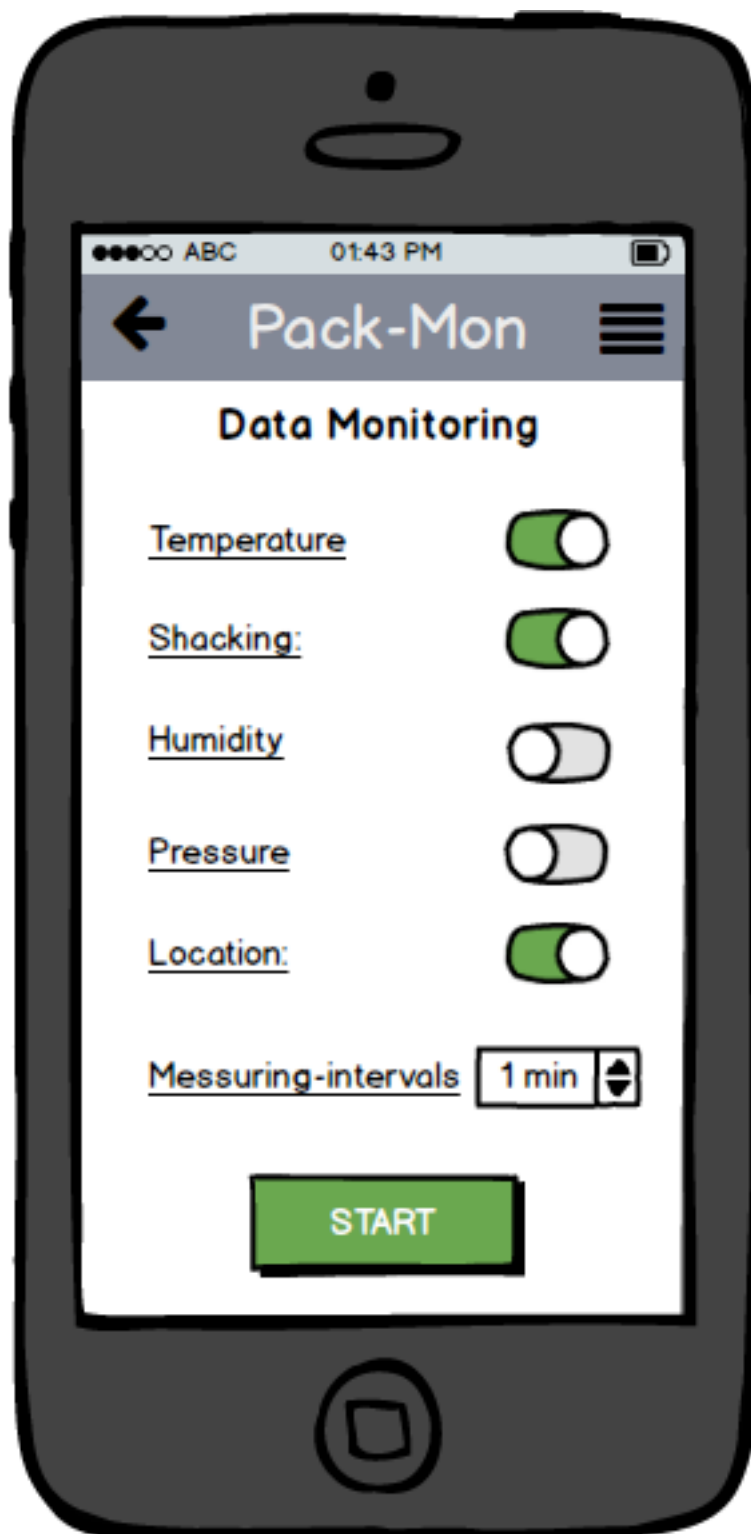 ABC 01:43 PM
Pack-Mon
Data Monitoring
Temperature
Shacking:
Humidity
Pressure
Location:
Messuring-intervals 1 min
START